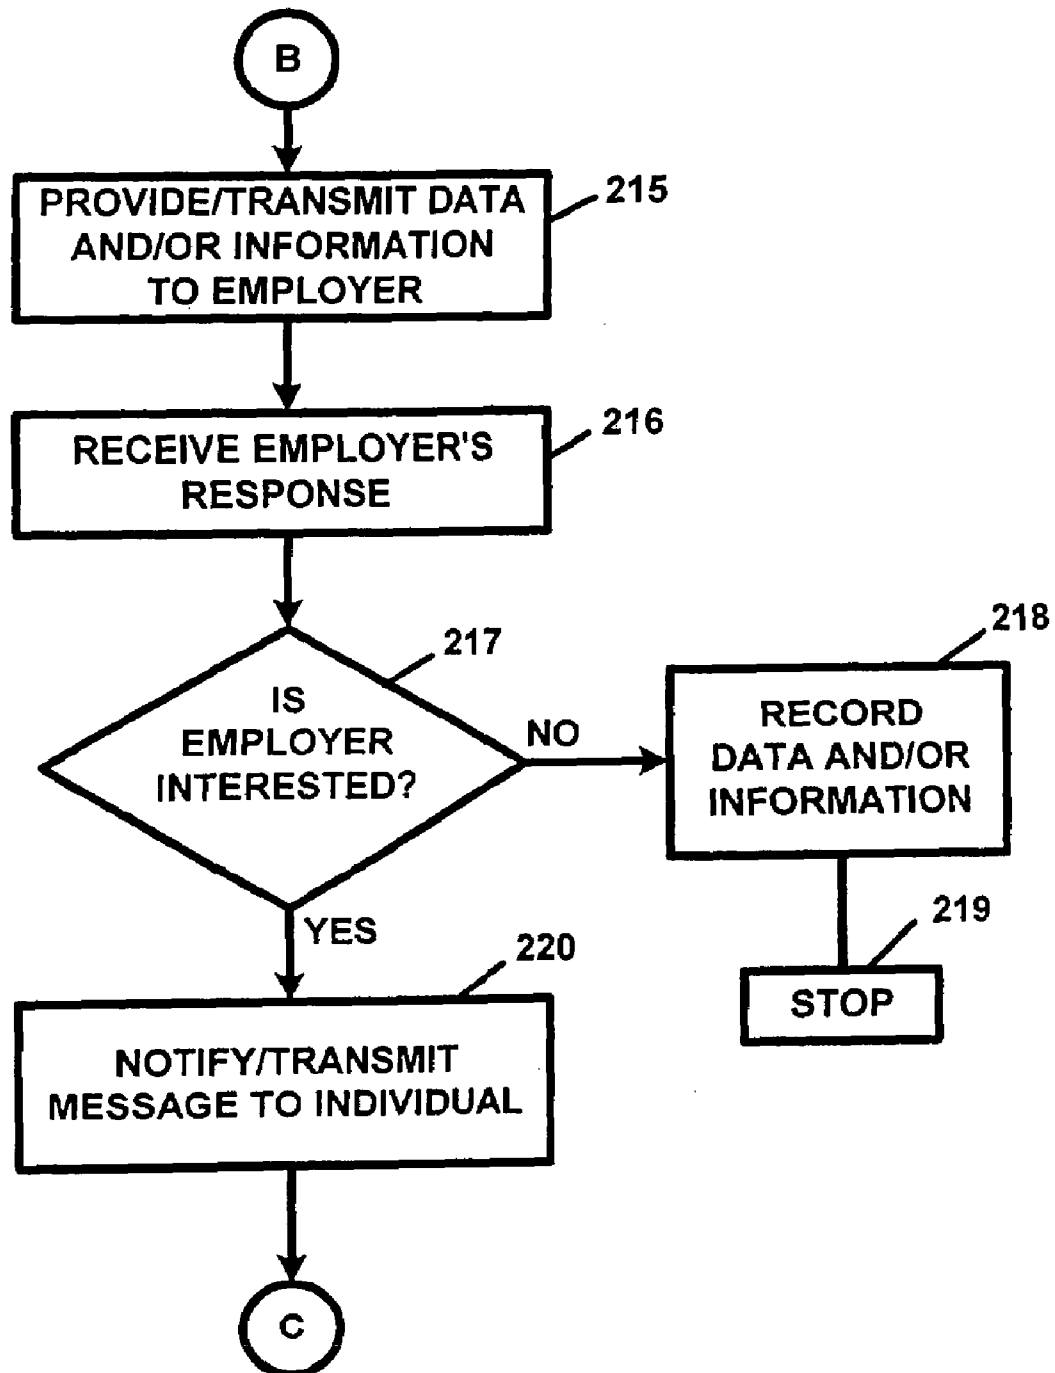 B
PROVIDE/TRANSMIT DATA
AND/OR INFORMATION
TO EMPLOYER
215
RECEIVE EMPLOYER'S
RESPONSE
216
IS
EMPLOYER
INTERESTED?
217
NO
218
RECORD
DATA AND/OR
INFORMATION
219
STOP
YES
220
NOTIFY/TRANSMIT
MESSAGE TO INDIVIDUAL
C